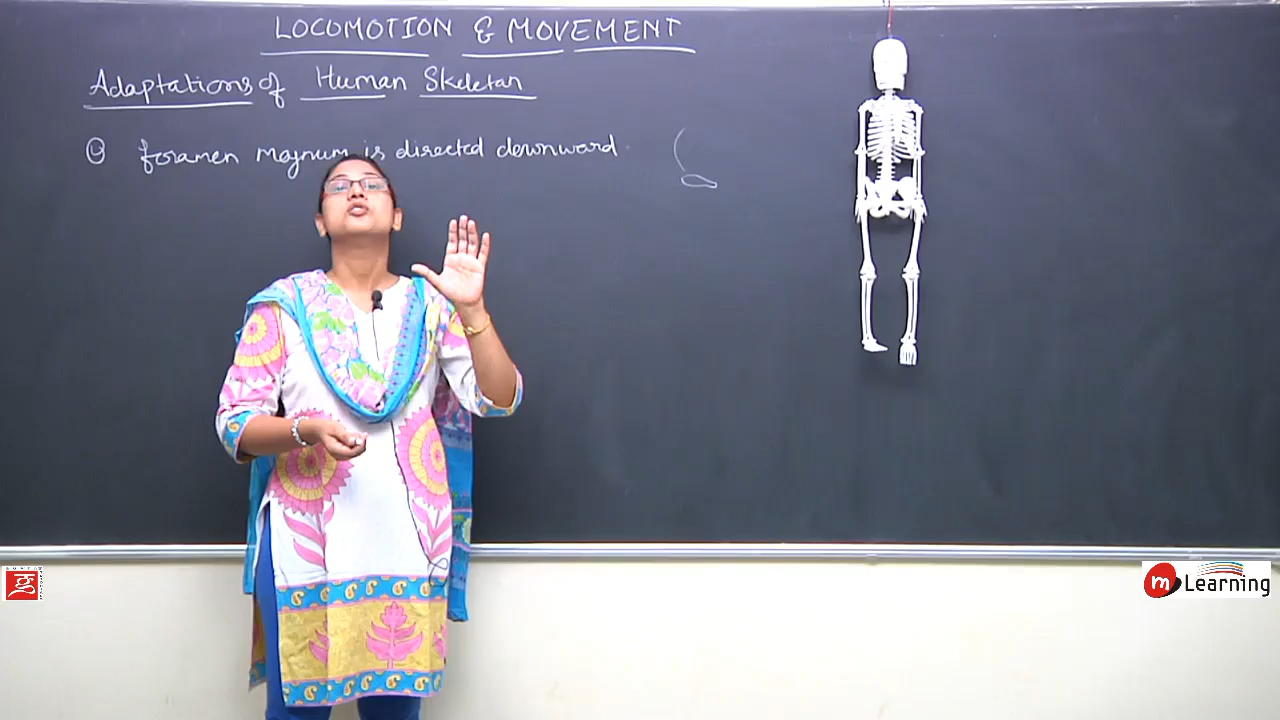 LOCOMOTION & MOVEMENT
Adaptations of Human Skeletan
① foramen magnum is directed downward
m Learning